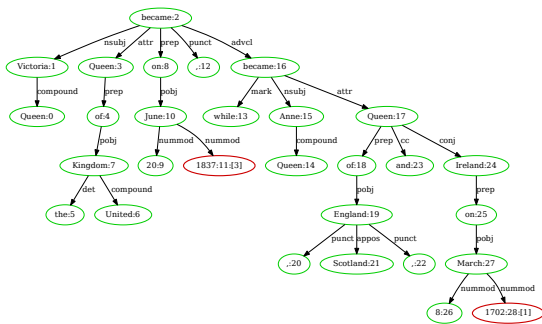 became:2
nsubj attr prep punct advcl
Victoria:1 Queen:3 on:8 ,:12 became:16
compound prep pobj mark nsubj attr
Queen:0 of:4 June:10 while:13 Anne:15 Queen:17
pobj nummod nummod compound prep cc conj
Kingdom:7 20:9 1837:11:[3] Queen:14 of:18 and:23 Ireland:24
det compound pobj prep
the:5 United:6 England:19 on:25
punct appos punct pobj
,:20 Scotland:21 ,:22 March:27
nummod nummod
8:26 1702:28:[1]